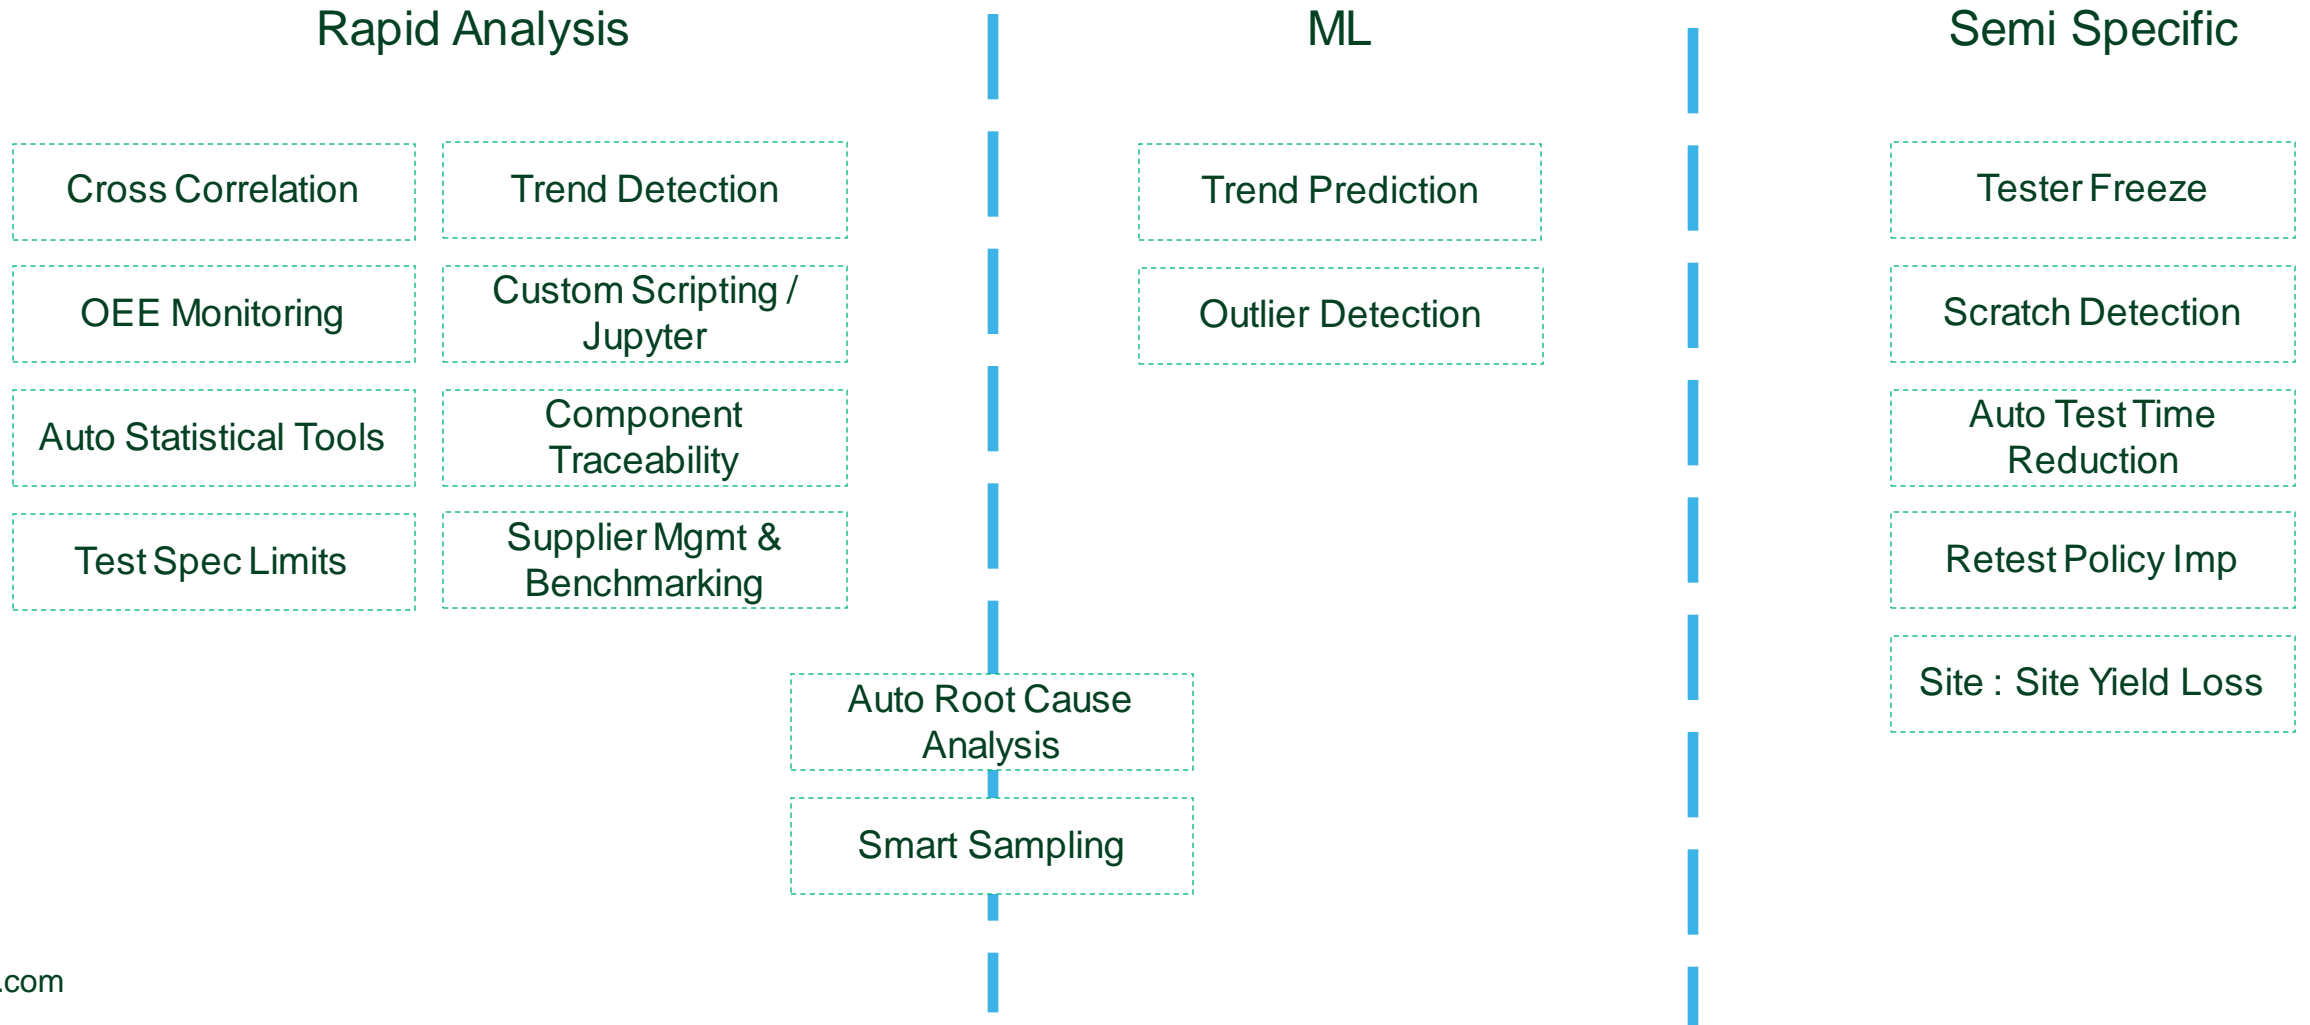 Rapid Analysis
ML
Semi Specific
Cross Correlation
Trend Detection
Trend Prediction
Tester Freeze
OEE Monitoring
Custom Scripting /
Jupyter
Outlier Detection
Scratch Detection
Auto Statistical Tools
Component
Traceability
Auto Test Time
Reduction
Test Spec Limits
Supplier Mgmt &
Benchmarking
Retest Policy Imp
Auto Root Cause
Analysis
Site : Site Yield Loss
Smart Sampling
.com